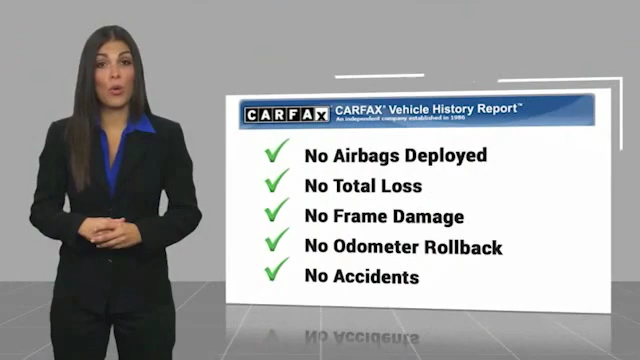 CARFAX CARFAX® Vehicle History Report™
An independent company established in 1986
No Airbags Deployed
No Total Loss
No Frame Damage
No Odometer Rollback
No Accidents